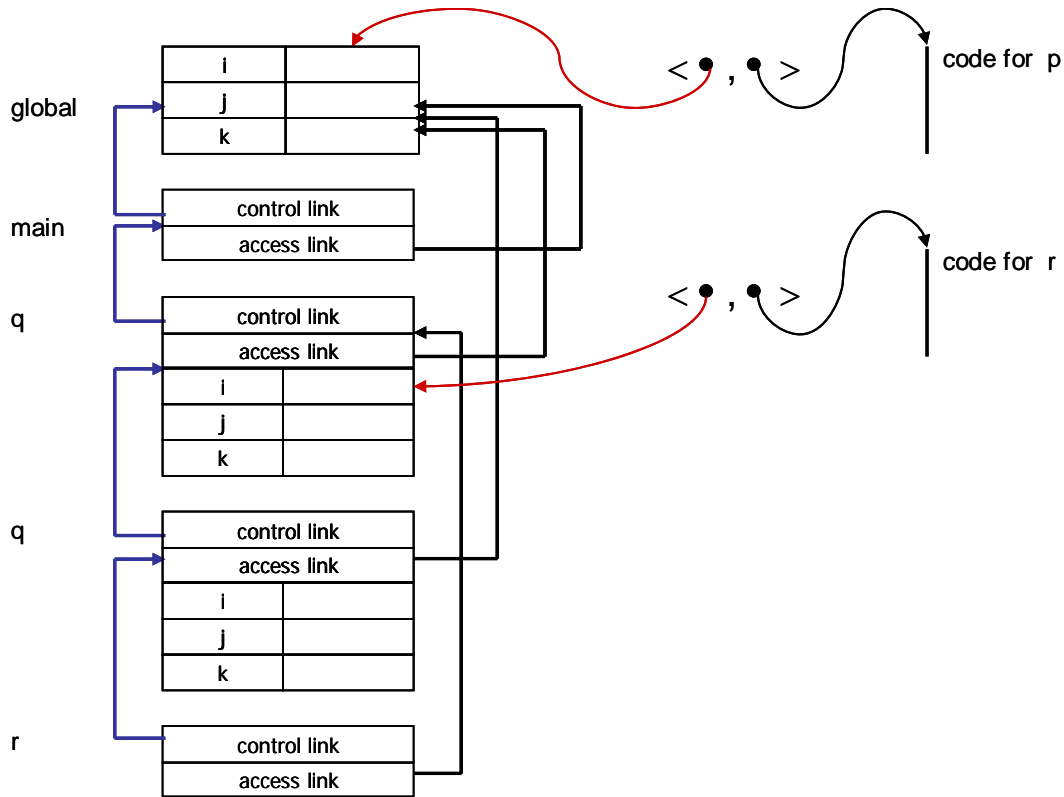 i
global
j
k
< , >
code for p
main
control link
access link
< , >
code for r
q
control link
access link
i
j
k
q
control link
access link
i
j
k
r
control link
access link